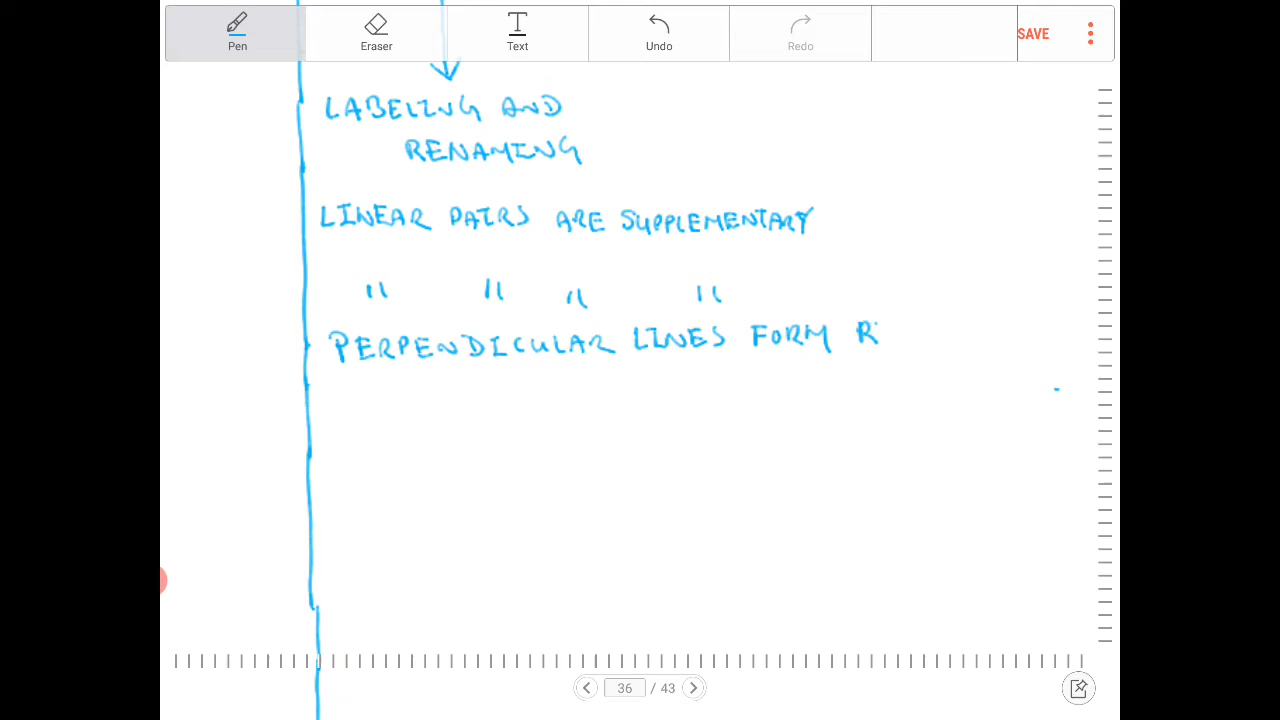 Pen Eraser Text Undo Redo SAVE
LABELING AND
RENAMING
LINEAR PAIRS ARE SUPPLEMENTARY
" " " "
PERPENDICULAR LINES FORM R
36 / 43